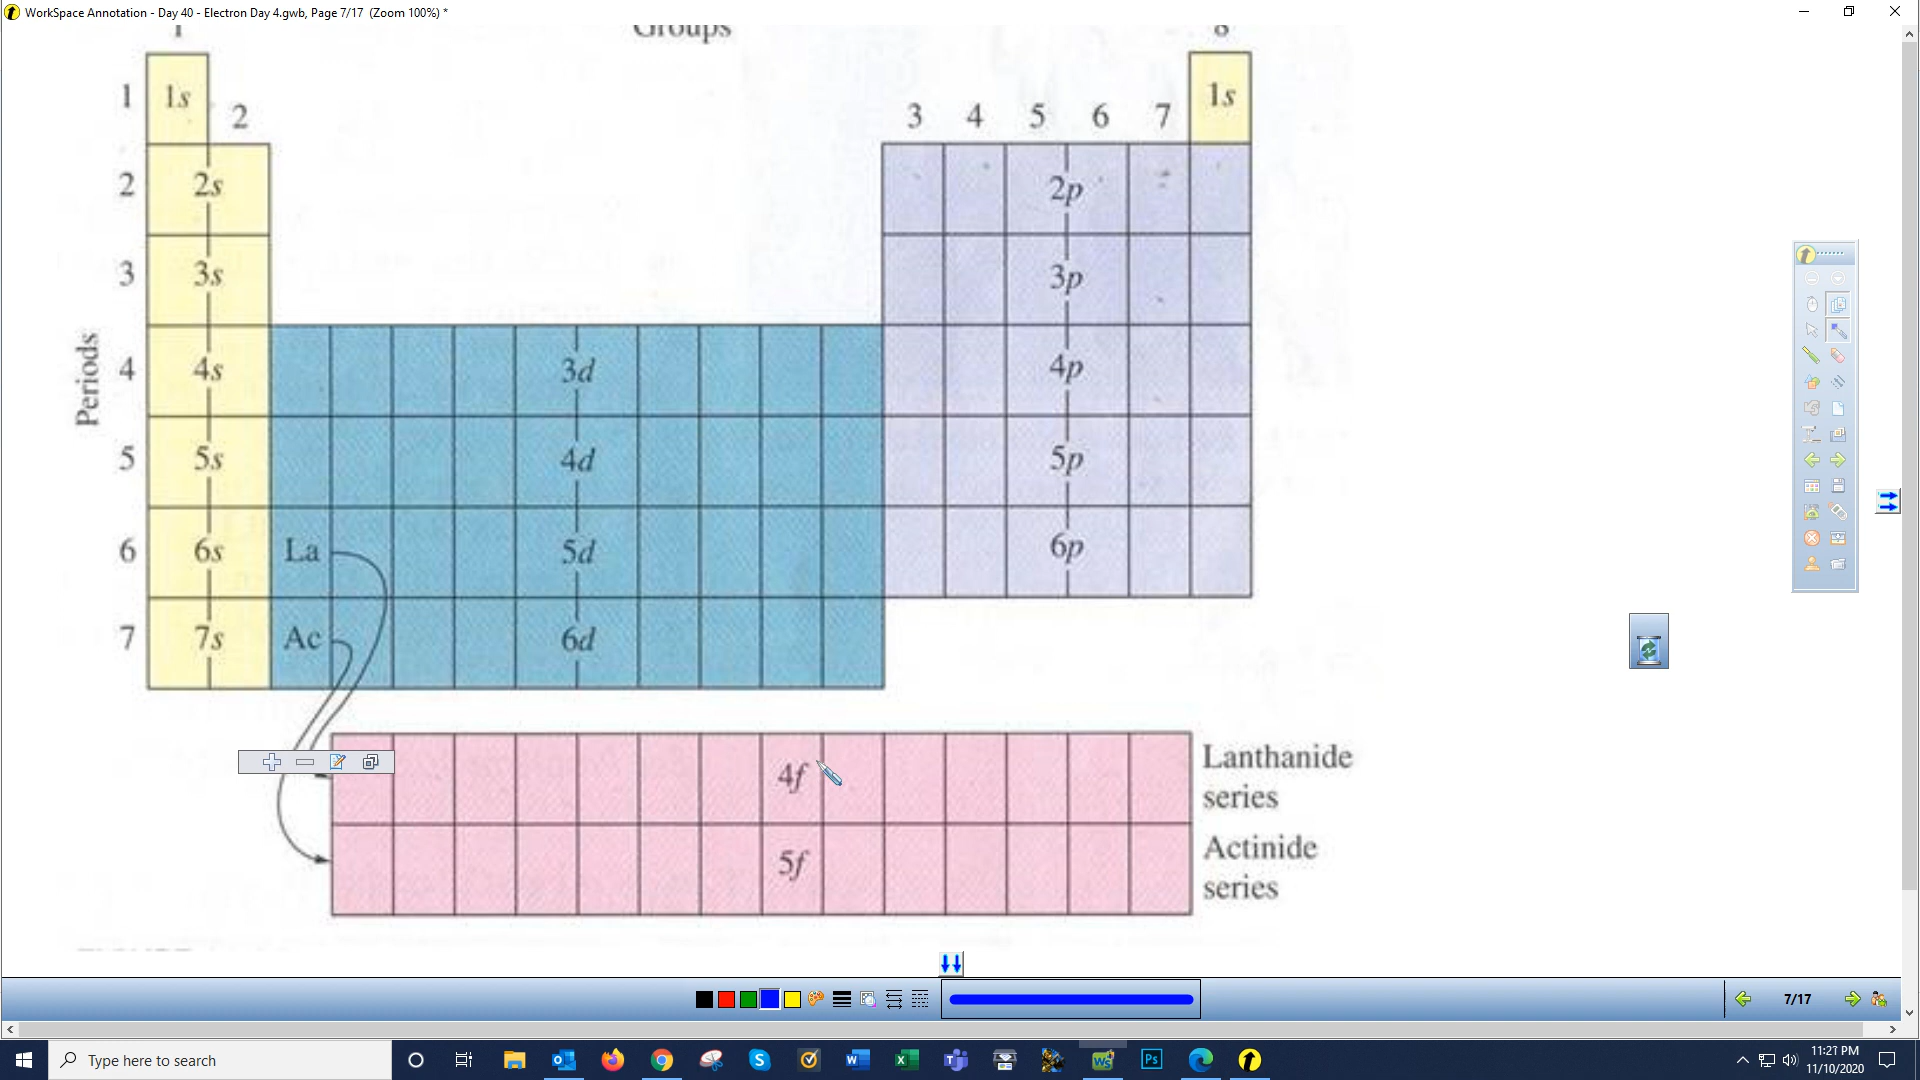 WorkSpace Annotation - Day 40 - Electron Day 4.gwb, Page 7/17 (Zoom 100%) *
1 Groups 8
1 1s 2 3 4 5 6 7 1s
2 2s 2p
3 3s 3p
Periods
4 4s 3d 4p
5 5s 4d 5p
6 6s La 5d 6p
7 7s Ac 6d
4f Lanthanide
series
5f Actinide
series
7/17
Type here to search
11:27 PM
11/10/2020